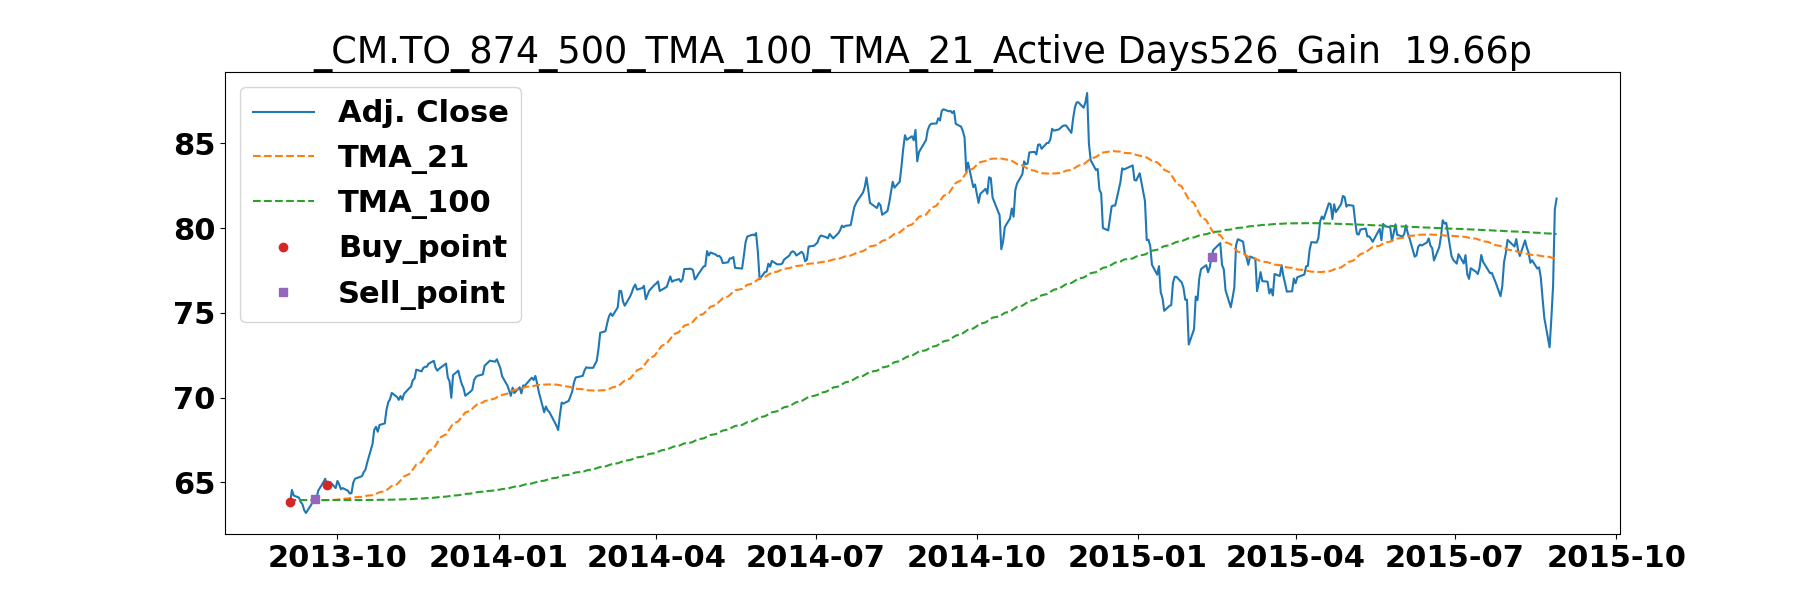 _CM.TO_874_500_TMA_100_TMA_21_Active Days526_Gain  19.66p
Adj. Close
TMA_21
TMA_100
Buy_point
Sell_point
85
80
75
70
65
2013-10 2014-01 2014-04 2014-07 2014-10 2015-01 2015-04 2015-07 2015-10